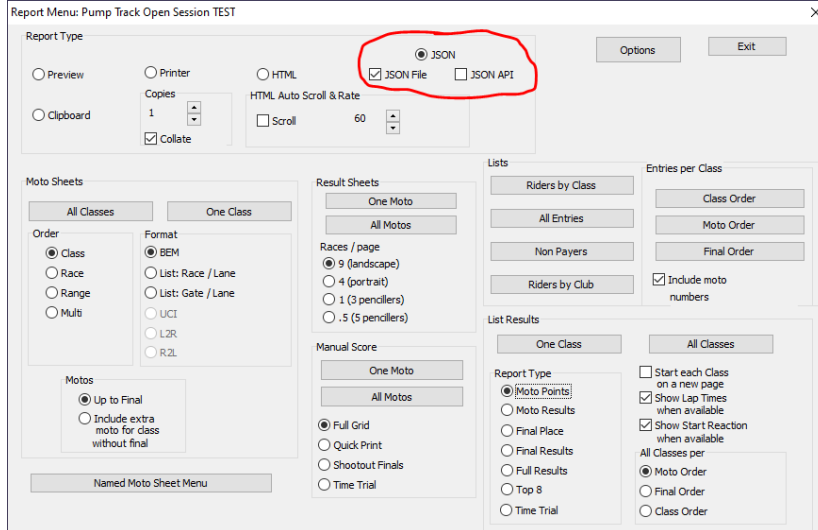 Report Menu: Pump Track Open Session TEST
Report Type
JSON
JSON File
JSON API
Options
Exit
Preview
Printer
HTML
Copies
HTML Auto Scroll & Rate
Clipboard
1
Scroll
60
Collate
Moto Sheets
All Classes
One Class
Order
Class
Race
Range
Multi
Format
BEM
List: Race / Lane
List: Gate / Lane
UCI
L2R
R2L
Motos
Up to Final
Include extra
moto for class
without final
Named Moto Sheet Menu
Result Sheets
One Moto
All Motos
Races / page
9 (landscape)
4 (portrait)
1 (3 pencillers)
.5 (5 pencillers)
Manual Score
One Moto
All Motos
Full Grid
Quick Print
Shootout Finals
Time Trial
Lists
Riders by Class
All Entries
Non Payers
Riders by Club
Entries per Class
Class Order
Moto Order
Final Order
Include moto
numbers
List Results
One Class
All Classes
Report Type
Moto Points
Moto Results
Final Place
Final Results
Full Results
Top 8
Time Trial
Start each Class
on a new page
Show Lap Times
when available
Show Start Reaction
when available
All Classes per
Moto Order
Final Order
Class Order